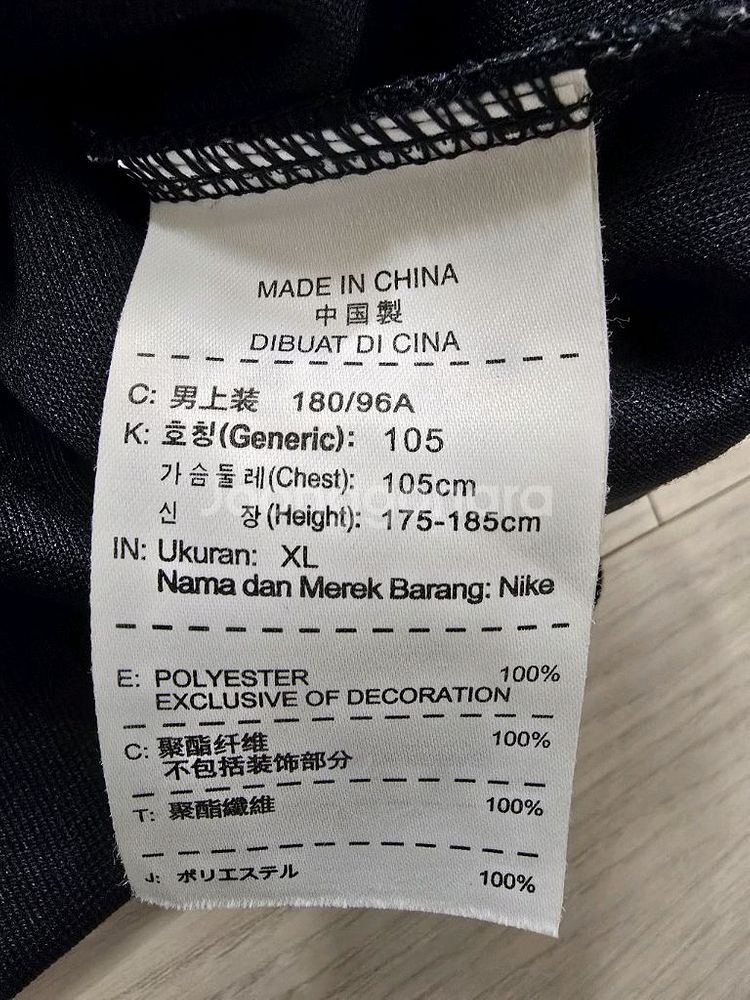 MADE IN CHINA
中国製
DIBUAT DI CINA
C: 男上装 180/96A
K: 호칭(Generic): 105
가슴둘레(Chest): 105cm
신 장(Height): 175-185cm
IN: Ukuran: XL
Nama dan Merek Barang: Nike
E: POLYESTER 100%
EXCLUSIVE OF DECORATION
C: 聚酯纤维 100%
不包括装饰部分
T: 聚酯纖維 100%
J: ポリエステル 100%